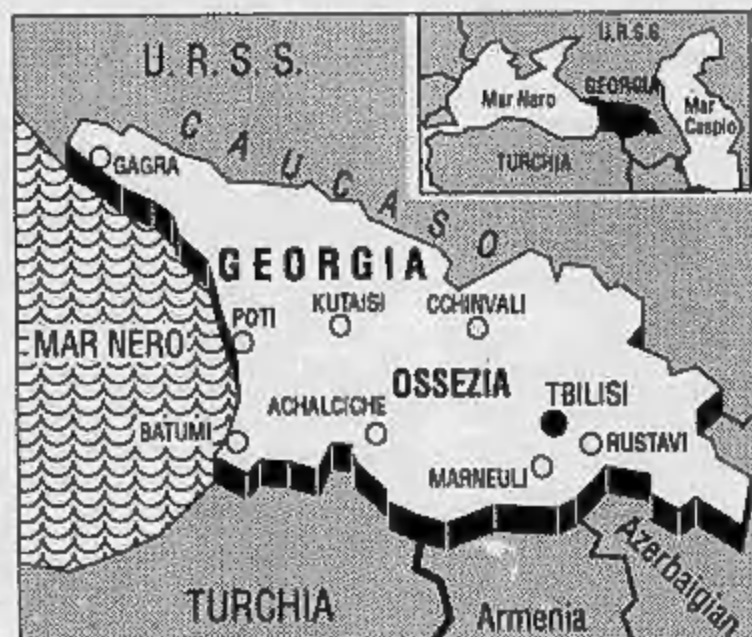 U. R. S. S.
U.R.S.S.
GEORGIA
Mar Nero
Mar
Caspio
TURCHIA
CAUCASO
GAGRA
GEORGIA
POTI
KUTAISI
CCHINVALI
MAR NERO
OSSEZIA
TBILISI
ACHALCICHE
BATUMI
RUSTAVI
MARNEULI
Azerbaigian
TURCHIA
Armenia